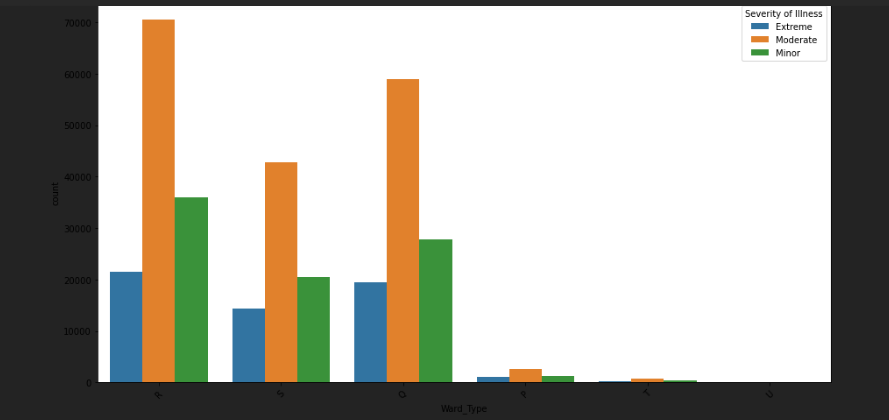 70000
60000
50000
40000
30000
20000
10000
0
count
Severity of Illness
Extreme
Moderate
Minor
R
S
Q
P
T
U
Ward_Type